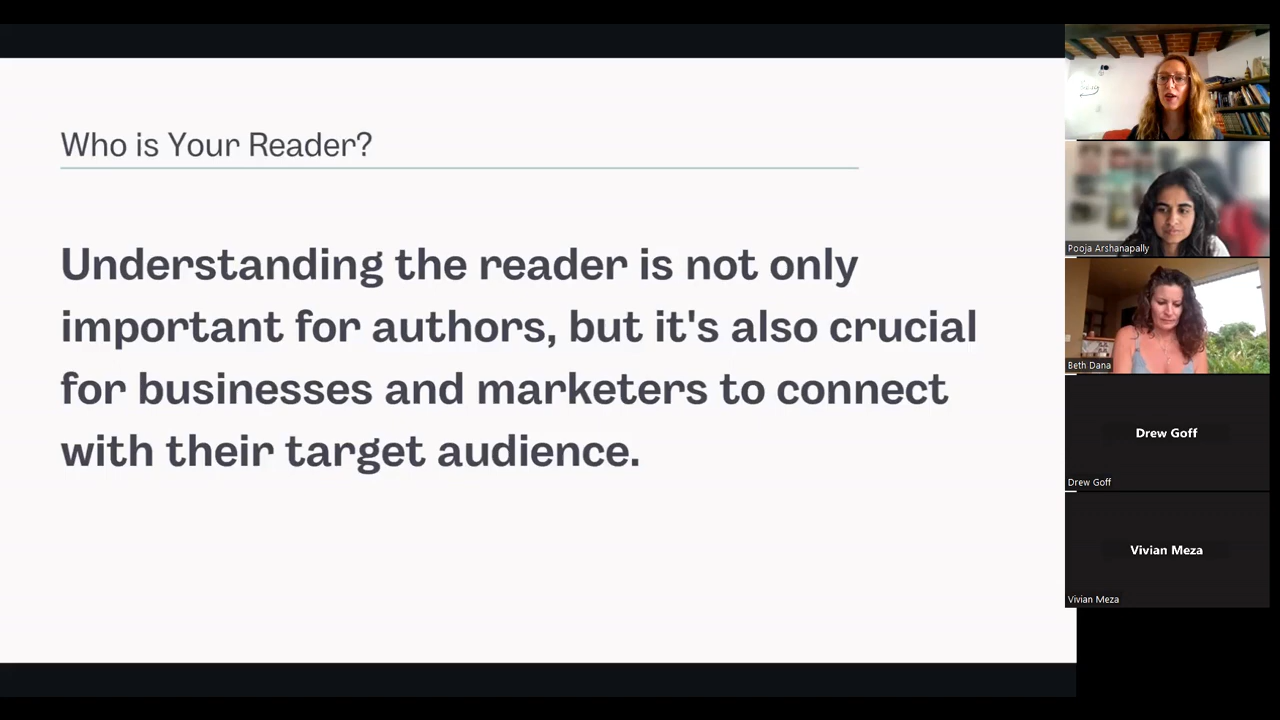 Who is Your Reader?
Understanding the reader is not only
important for authors, but it's also crucial
for businesses and marketers to connect
with their target audience.
Pooja Arshanapally
Beth Dana
Drew Goff
Drew Goff
Vivian Meza
Vivian Meza